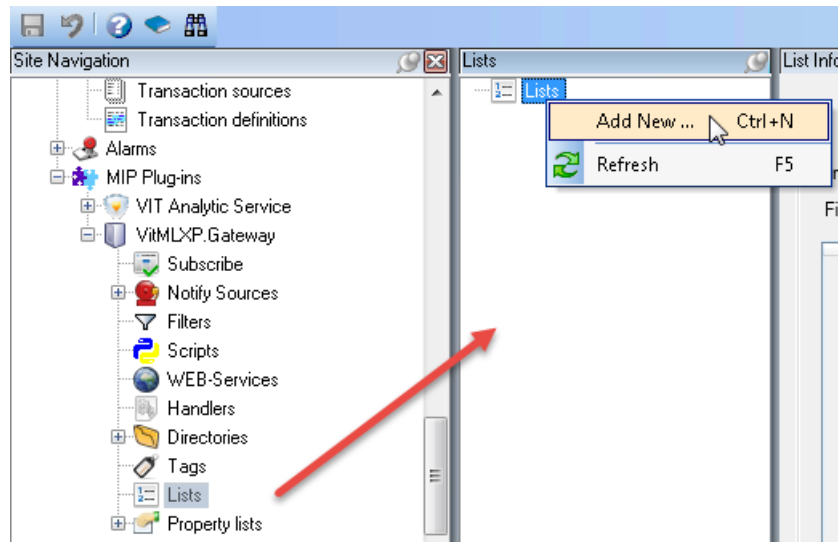 Site Navigation
Transaction sources
Transaction definitions
Alarms
MIP Plug-ins
VIT Analytic Service
VitMLXP.Gateway
Subscribe
Notify Sources
Filters
Scripts
WEB-Services
Handlers
Directories
Tags
Lists
Property lists
Lists
Lists
Add New ... Ctrl+N
Refresh F5
List Info
Fi